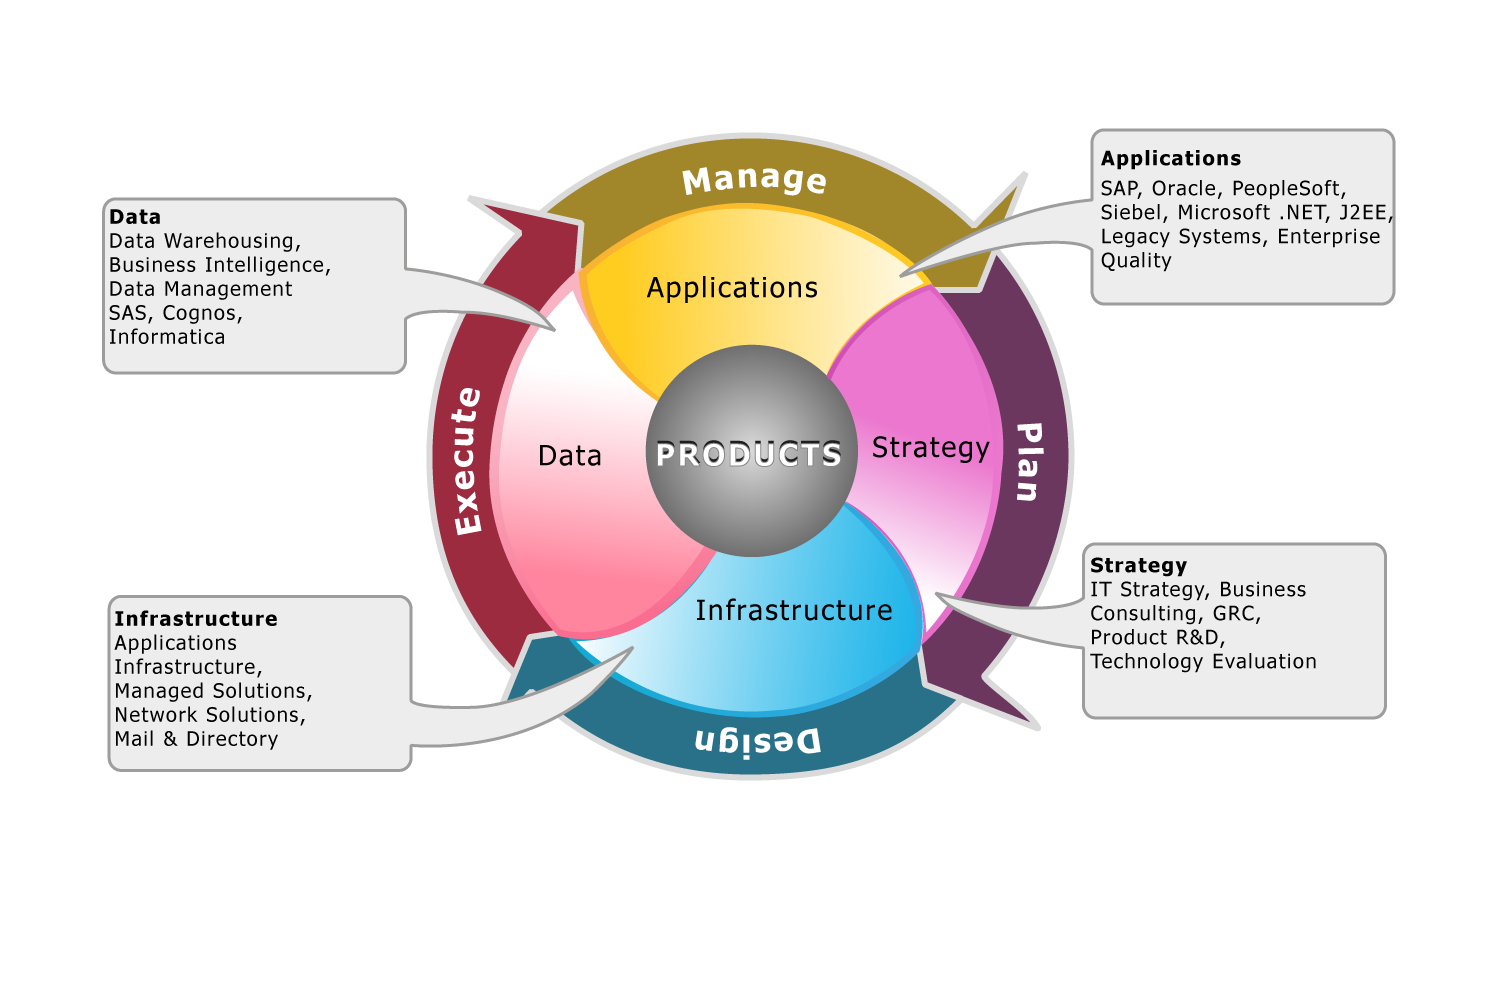 Manage
Applications
SAP, Oracle, PeopleSoft,
Siebel, Microsoft .NET, J2EE,
Legacy Systems, Enterprise
Quality
Data
Data Warehousing,
Business Intelligence,
Data Management
SAS, Cognos,
Informatica
Applications
Execute
Data
PRODUCTS
Strategy
Plan
Infrastructure
Design
Strategy
IT Strategy, Business
Consulting, GRC,
Product R&D,
Technology Evaluation
Infrastructure
Applications
Infrastructure,
Managed Solutions,
Network Solutions,
Mail & Directory